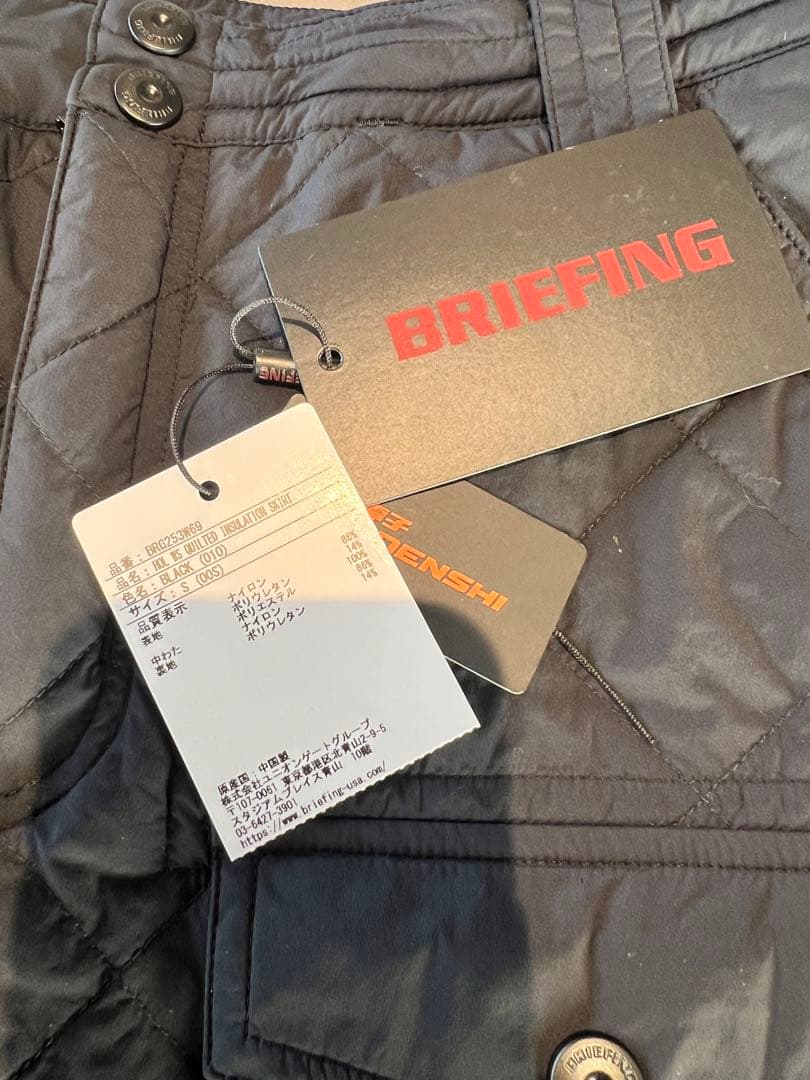 BRIEFING
BRIEFING
BRIEFING
品番：BRG253W69
品名：HOL WS QUILTED INSULATION SKIRT
色名：BLACK (010)
サイズ：S (00S)
品質表示
表地 ナイロン 86%
ポリウレタン 14%
中わた ポリエステル 100%
裏地 ナイロン 86%
ポリウレタン 14%
原産国：中国製
株式会社ユニオンゲートグループ
〒107-0061 東京都港区北青山2-9-5
スタジアムプレイス青山 10階
03-6427-3901
https://www.briefing-usa.com/
子
DENSHI
BRIEFING